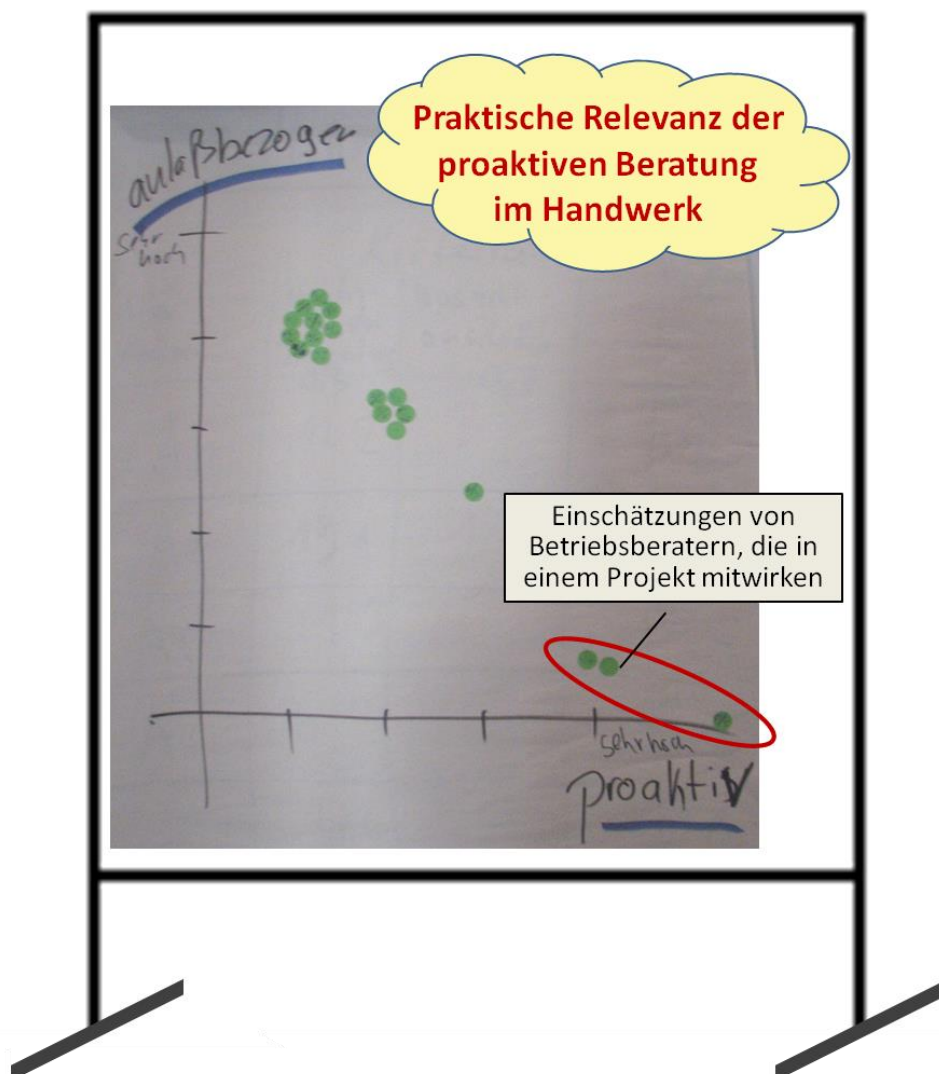 Praktische Relevanz der
proaktiven Beratung
im Handwerk
anlaßbezogen
sehr
hoch
Einschätzungen von
Betriebsberatern, die in
einem Projekt mitwirken
sehr hoch
proaktiv